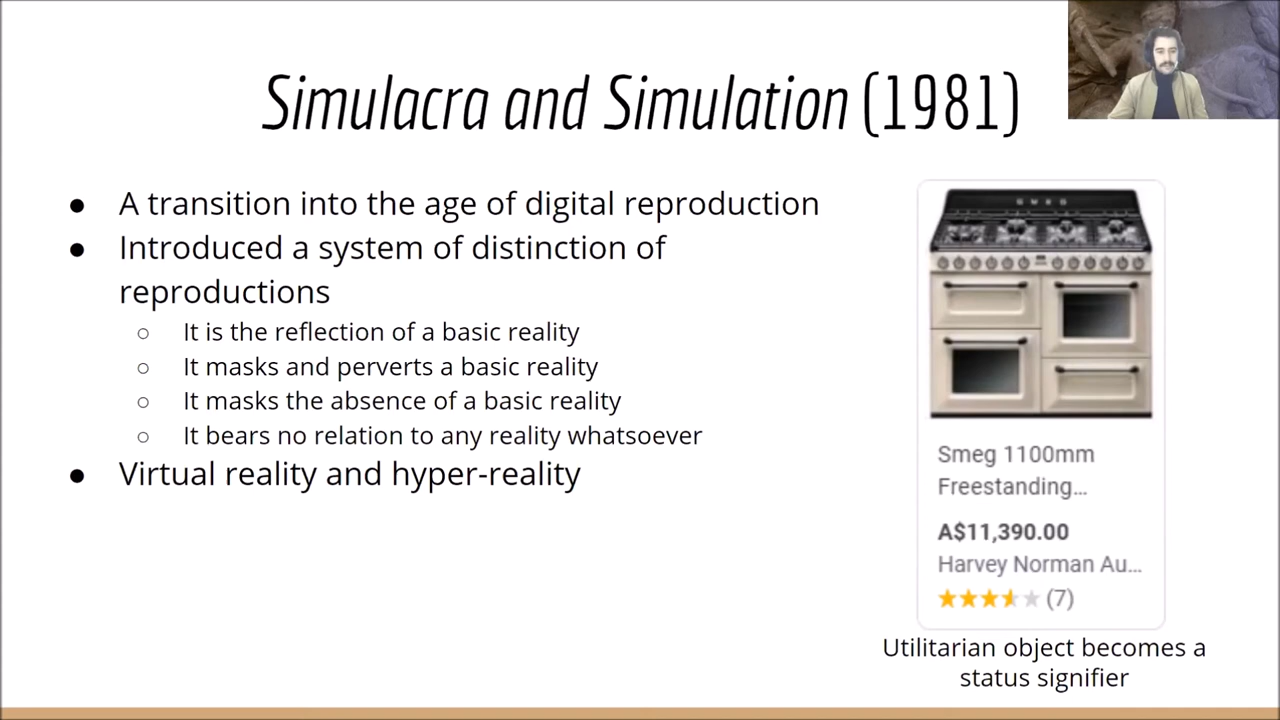 Simulacra and Simulation (1981)
● A transition into the age of digital reproduction
● Introduced a system of distinction of
reproductions
○ It is the reflection of a basic reality
○ It masks and perverts a basic reality
○ It masks the absence of a basic reality
○ It bears no relation to any reality whatsoever
● Virtual reality and hyper-reality
SMEG
Smeg 1100mm
Freestanding...
A$11,390.00
Harvey Norman Au...
(7)
Utilitarian object becomes a
status signifier